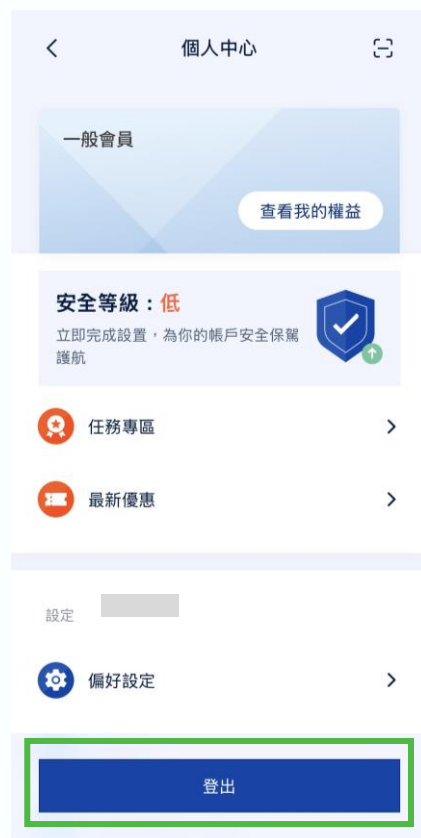 個人中心
一般會員
查看我的權益
安全等級：低
立即完成設置，為你的帳戶安全保駕
護航
任務專區
最新優惠
設定
偏好設定
登出